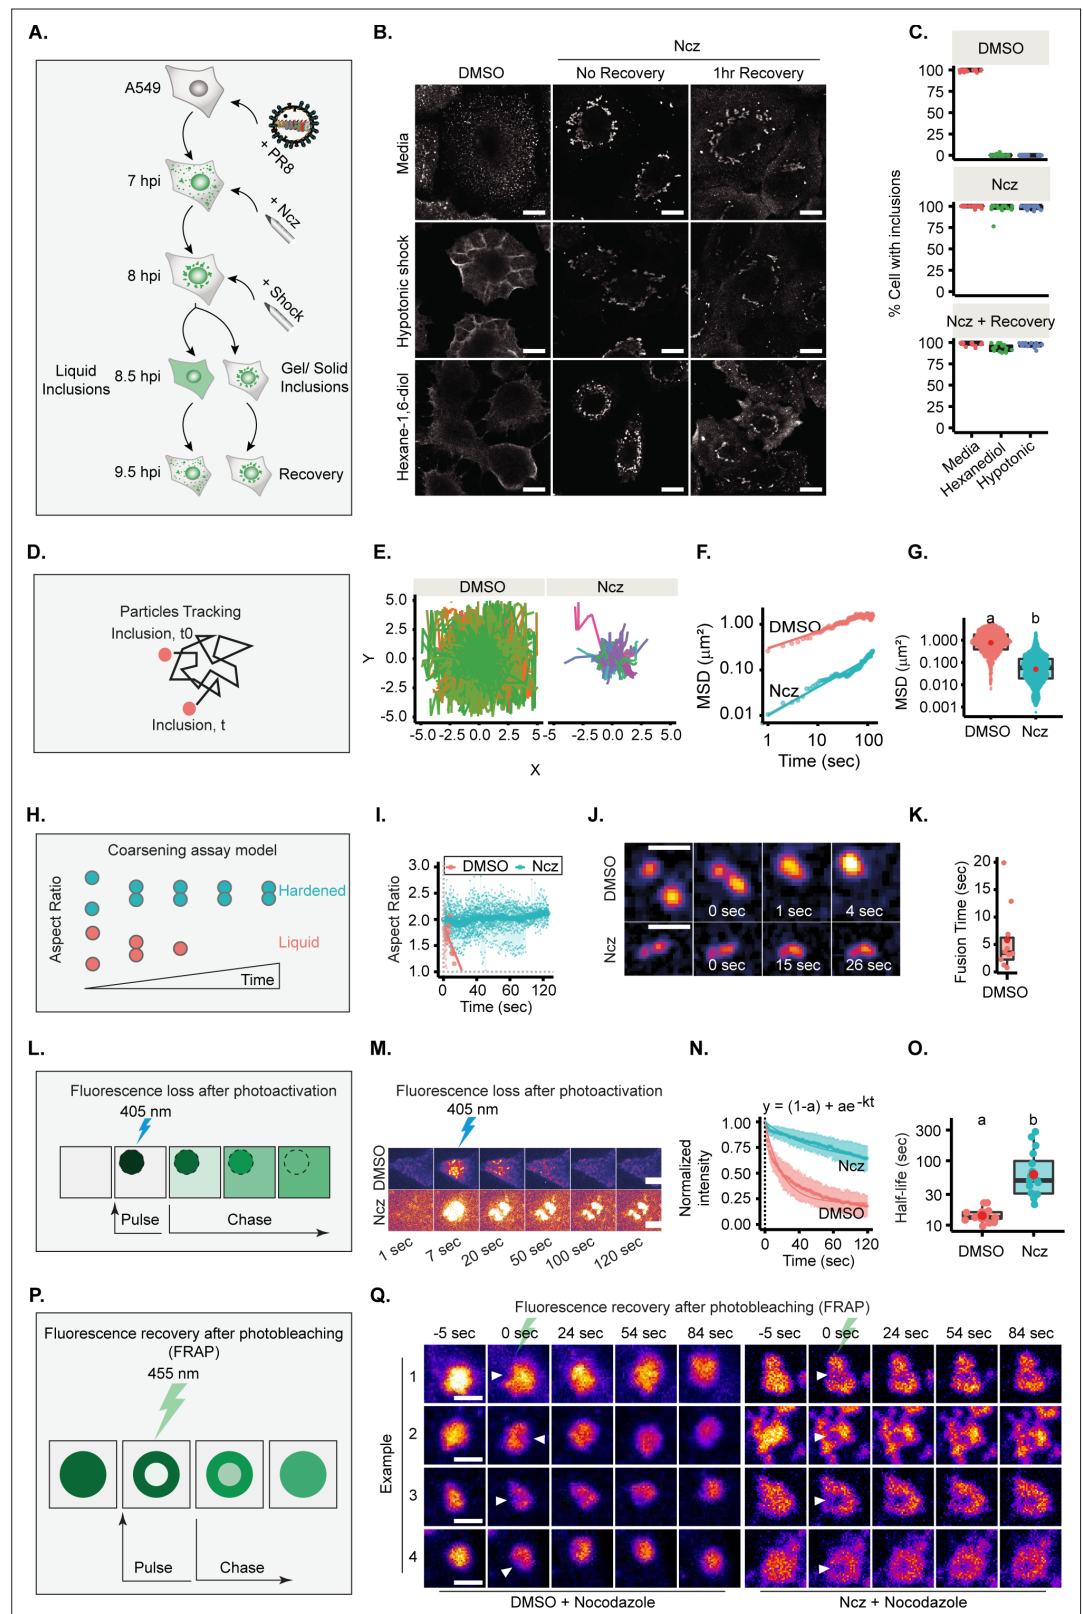 A.
A549
+ PR8
7 hpi
+ Ncz
8 hpi
+ Shock
Liquid
Inclusions
8.5 hpi
Gel/ Solid
Inclusions
9.5 hpi
Recovery
B.
Ncz
DMSO
No Recovery
1hr Recovery
Media
Hypotonic shock
Hexane-1,6-diol
C.
% Cell with inclusions
DMSO
100
75
50
25
0
Ncz
100
75
50
25
0
Ncz + Recovery
100
75
50
25
0
Media
Hexanediol
Hypotonic
D.
Particles Tracking
Inclusion, t0
Inclusion, t
E.
DMSO
Ncz
Y
5.0
2.5
0.0
-2.5
-5.0
-5.0 -2.5 0.0 2.5 5 -5.0 -2.5 0.0 2.5 5.0
X
F.
MSD (μm²)
1.00
0.10
0.01
DMSO
Ncz
1 10 100
Time (sec)
G.
MSD (μm²)
1.000
0.100
0.010
0.001
a b
DMSO Ncz
H.
Coarsening assay model
Aspect Ratio
Hardened
Liquid
Time
I.
Aspect Ratio
3.0
2.5
2.0
1.5
1.0
DMSO Ncz
0 40 60 120
Time (sec)
J.
DMSO
0 sec 1 sec 4 sec
Ncz
0 sec 15 sec 26 sec
K.
Fusion Time (sec)
20
15
10
5
0
DMSO
L.
Fluorescence loss after photoactivation
405 nm
Pulse
Chase
M.
Fluorescence loss after photoactivation
405 nm
DMSO
Ncz
1 sec 7 sec 20 sec 50 sec 100 sec 120 sec
N.
y = (1-a) + ae-kt
Normalized
intensity
1.00
0.75
0.50
0.25
0.00
Ncz
DMSO
0 60 120
Time (sec)
O.
Half-life (sec)
300
100
30
10
a b
DMSO Ncz
P.
Fluorescence recovery after photobleaching
(FRAP)
455 nm
Pulse
Chase
Q.
Fluorescence recovery after photobleaching (FRAP)
-5 sec 0 sec 24 sec 54 sec 84 sec -5 sec 0 sec 24 sec 54 sec 84 sec
Example
1
2
3
4
DMSO + Nocodazole
Ncz + Nocodazole